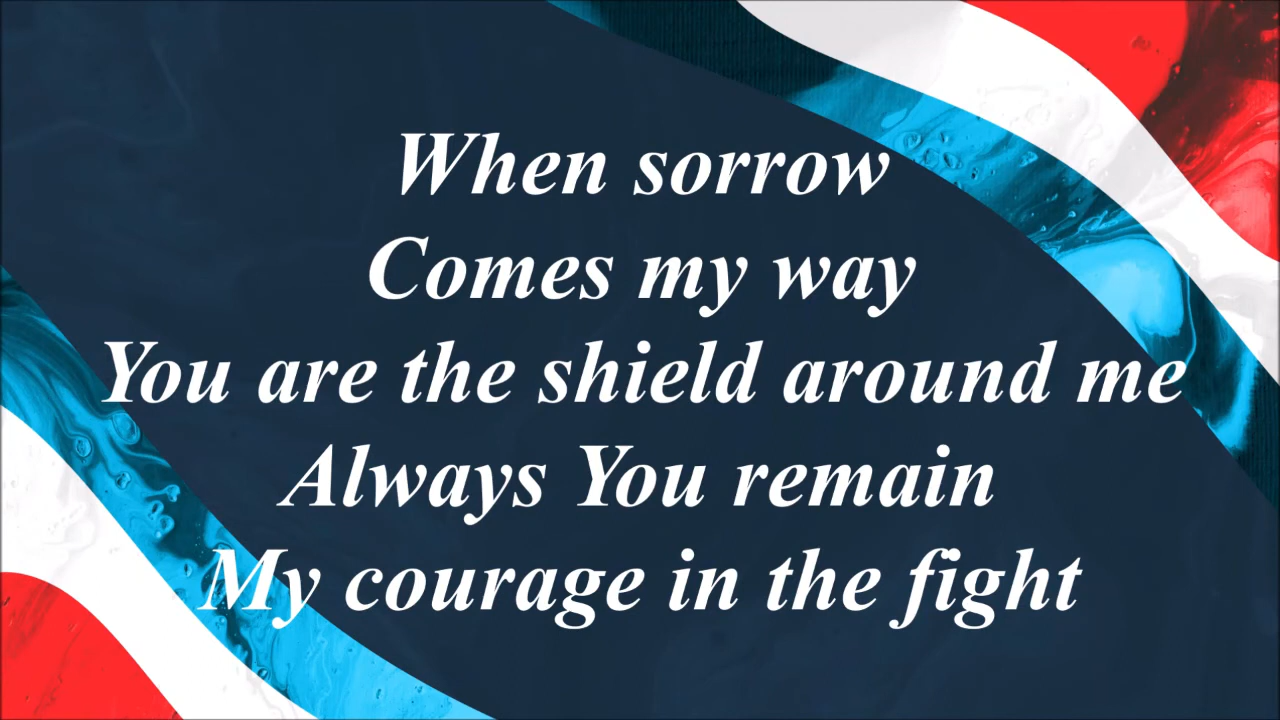 When sorrow
Comes my way
You are the shield around me
Always You remain
My courage in the fight